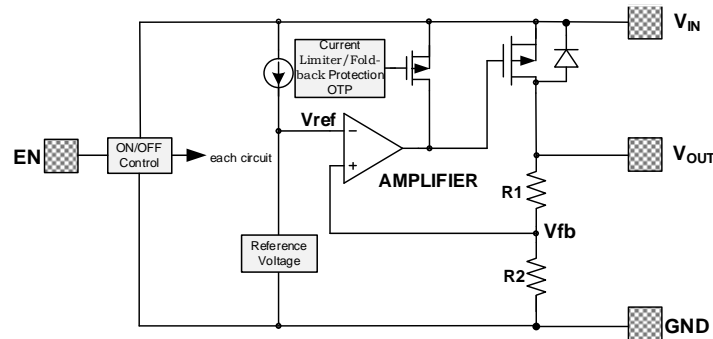 VIN
Current
Limiter/Fold-
back Protection
OTP
Vref
−
EN
ON/OFF
Control
each circuit
+
AMPLIFIER
VOUT
R1
Vfb
Reference
Voltage
R2
GND